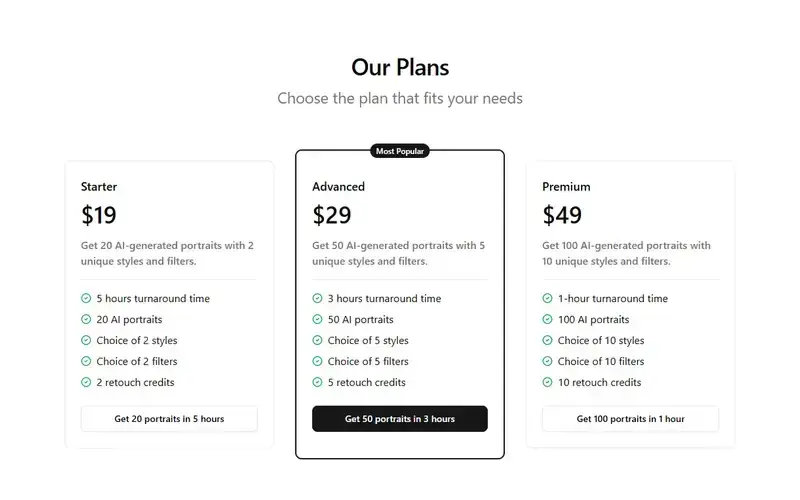 Our Plans
Choose the plan that fits your needs
Starter
$19
Get 20 AI-generated portraits with 2
unique styles and filters.
5 hours turnaround time
20 AI portraits
Choice of 2 styles
Choice of 2 filters
2 retouch credits
Get 20 portraits in 5 hours
Most Popular
Advanced
$29
Get 50 AI-generated portraits with 5
unique styles and filters.
3 hours turnaround time
50 AI portraits
Choice of 5 styles
Choice of 5 filters
5 retouch credits
Get 50 portraits in 3 hours
Premium
$49
Get 100 AI-generated portraits with
10 unique styles and filters.
1-hour turnaround time
100 AI portraits
Choice of 10 styles
Choice of 10 filters
10 retouch credits
Get 100 portraits in 1 hour